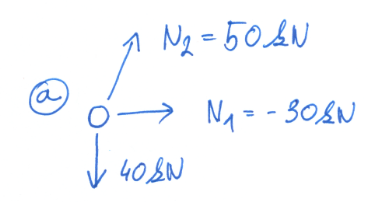 N₂ = 50 kN
a
N₁ = - 30 kN
40 kN